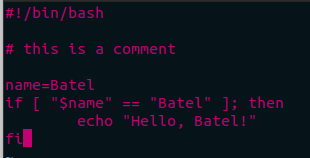 #!/bin/bash
# this is a comment
name=Batel
if [ "$name" == "Batel" ]; then
        echo "Hello, Batel!"
fi